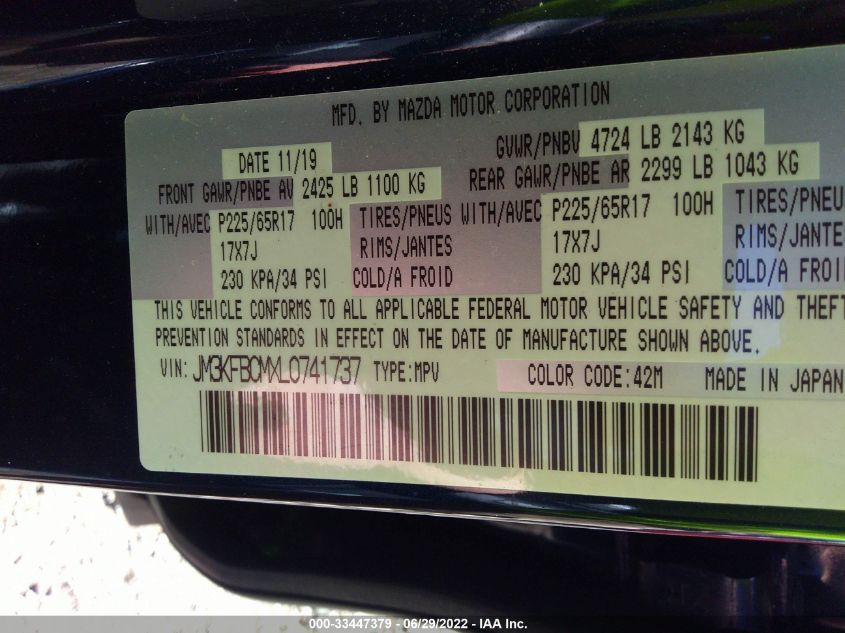 MFD. BY MAZDA MOTOR CORPORATION
DATE 11/19 GVWR/PNBV 4724 LB 2143 KG
FRONT GAWR/PNBE AV 2425 LB 1100 KG REAR GAWR/PNBE AR 2299 LB 1043 KG
WITH/AVEC P225/65R17 100H TIRES/PNEUS WITH/AVEC P225/65R17 100H TIRES/PNEU
17X7J RIMS/JANTES 17X7J RIMS/JANTE
230 KPA/34 PSI COLD/A FROID 230 KPA/34 PSI COLD/A FROI
THIS VEHICLE CONFORMS TO ALL APPLICABLE FEDERAL MOTOR VEHICLE SAFETY AND THEFT
PREVENTION STANDARDS IN EFFECT ON THE DATE OF MANUFACTURE SHOWN ABOVE.
VIN: JM3KFBCMXL0741737 TYPE:MPV COLOR CODE:42M MADE IN JAPAN
000-33447379 - 06/29/2022 - IAA Inc.